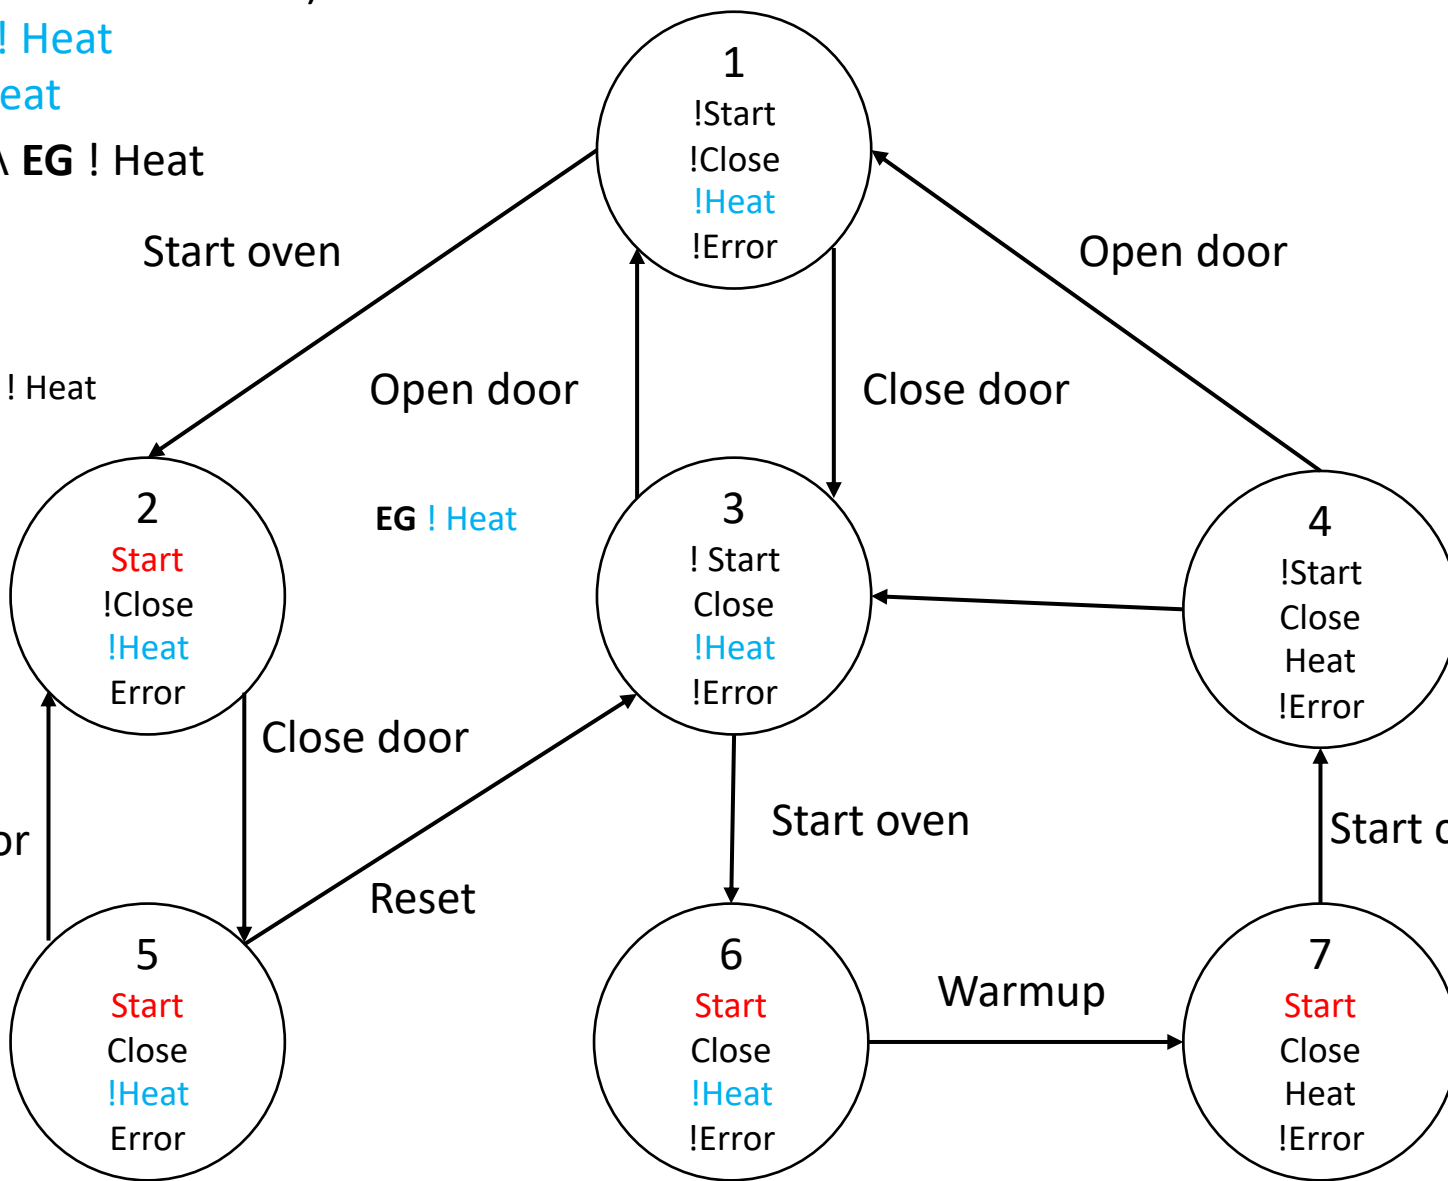 ! Heat
eat
Λ EG ! Heat
1
!Start
!Close
!Heat
!Error
Start oven
Open door
! Heat
Open door
Close door
2
Start
!Close
!Heat
Error
EG ! Heat
3
! Start
Close
!Heat
!Error
4
!Start
Close
Heat
!Error
Close door
or
Start oven
Start
Reset
5
Start
Close
!Heat
Error
6
Start
Close
!Heat
!Error
Warmup
7
Start
Close
Heat
!Error